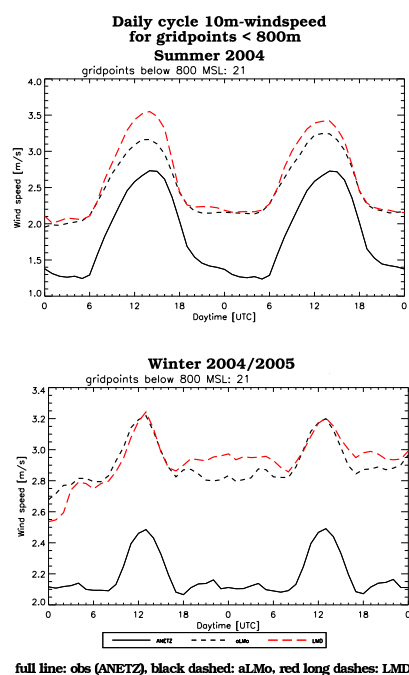 Daily cycle 10m-windspeed
for gridpoints < 800m
Summer 2004
gridpoints below 800 MSL: 21
4.0
3.5
3.0
2.5
2.0
1.5
1.0
Wind speed [m/s]
0 6 12 18 0 6 12 18 0
Daytime [UTC]
Winter 2004/2005
gridpoints below 800 MSL: 21
3.4
3.2
3.0
2.8
2.6
2.4
2.2
2.0
Wind speed [m/s]
0 6 12 18 0 6 12 18 0
Daytime [UTC]
ANETZ aLMo LMD
full line: obs (ANETZ), black dashed: aLMo, red long dashes: LMD